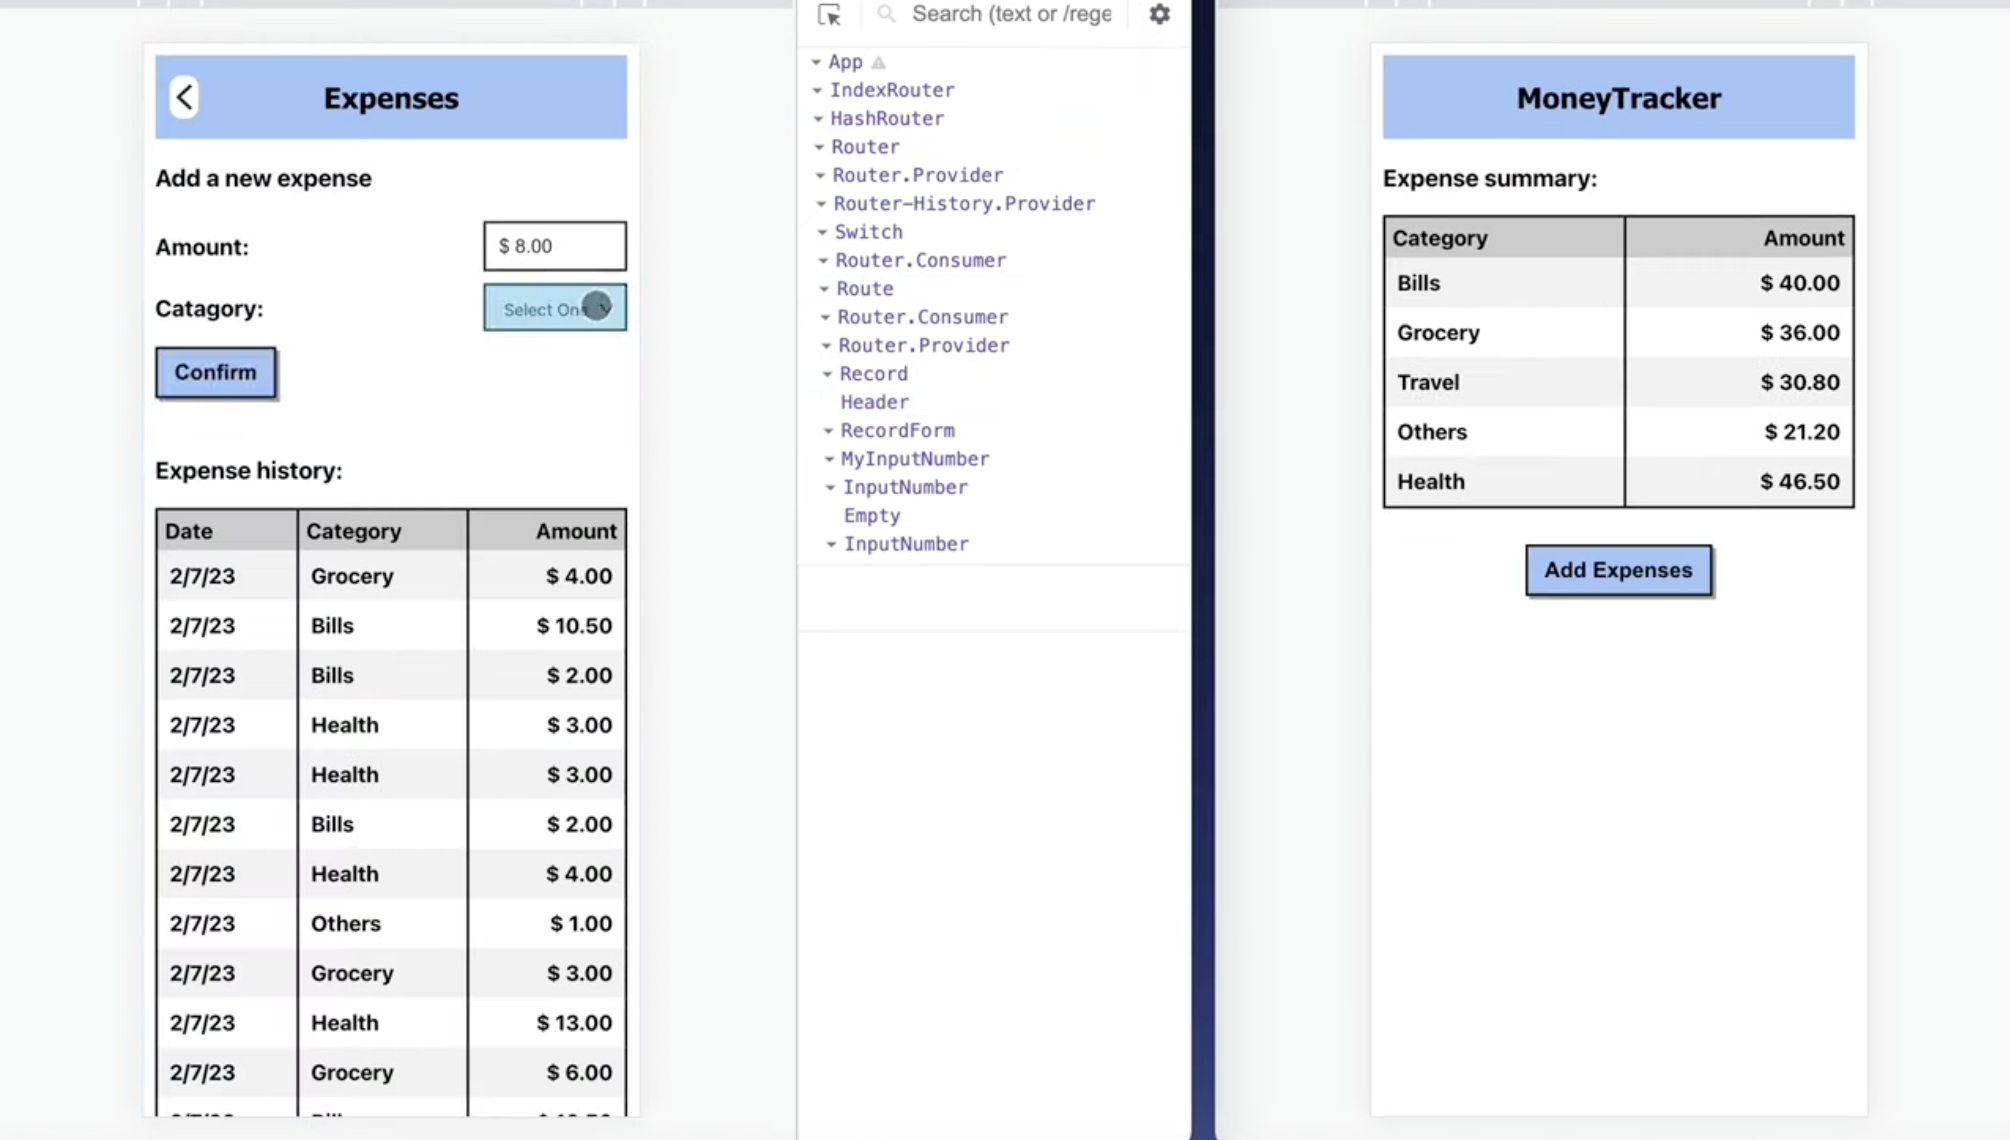 Expenses
Add a new expense
Amount:
$ 8.00
Catagory:
Select One
Confirm
Expense history:
Date Category Amount
2/7/23 Grocery $ 4.00
2/7/23 Bills $ 10.50
2/7/23 Bills $ 2.00
2/7/23 Health $ 3.00
2/7/23 Health $ 3.00
2/7/23 Bills $ 2.00
2/7/23 Health $ 4.00
2/7/23 Others $ 1.00
2/7/23 Grocery $ 3.00
2/7/23 Health $ 13.00
2/7/23 Grocery $ 6.00
Search (text or /rege
App
IndexRouter
HashRouter
Router
Router.Provider
Router-History.Provider
Switch
Router.Consumer
Route
Router.Consumer
Router.Provider
Record
Header
RecordForm
MyInputNumber
InputNumber
Empty
InputNumber
MoneyTracker
Expense summary:
Category Amount
Bills $ 40.00
Grocery $ 36.00
Travel $ 30.80
Others $ 21.20
Health $ 46.50
Add Expenses